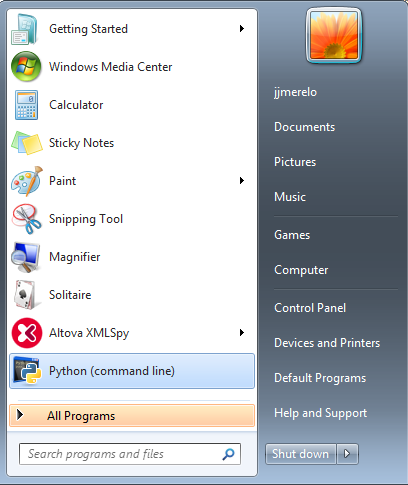 Getting Started
Windows Media Center
Calculator
Sticky Notes
Paint
Snipping Tool
Magnifier
Solitaire
Altova XMLSpy
Python (command line)
All Programs
Search programs and files
jjmerelo
Documents
Pictures
Music
Games
Computer
Control Panel
Devices and Printers
Default Programs
Help and Support
Shut down